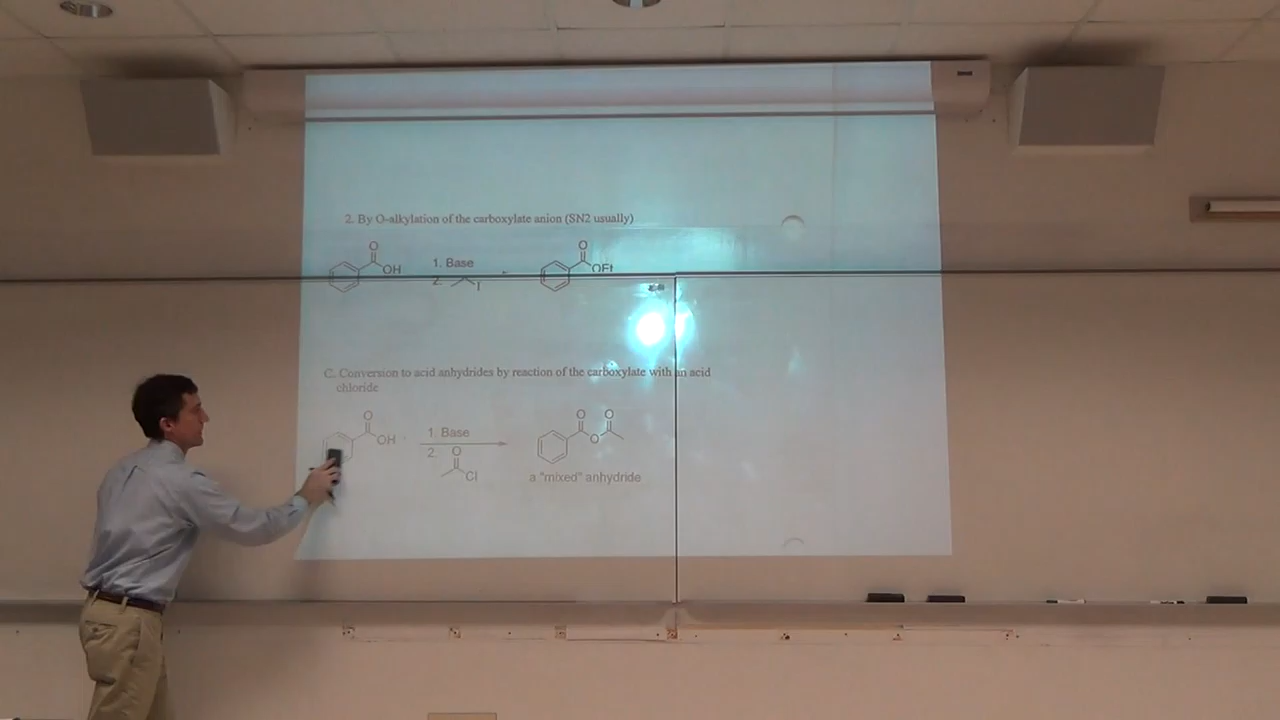 2. By O-alkylation of the carboxylate anion (SN2 usually)
O
O
OH
1. Base
OEt
2.
I
C. Conversion to acid anhydrides by reaction of the carboxylate with an acid
chloride
O
O
O
OH
1. Base
O
2.
O
Cl
a "mixed" anhydride